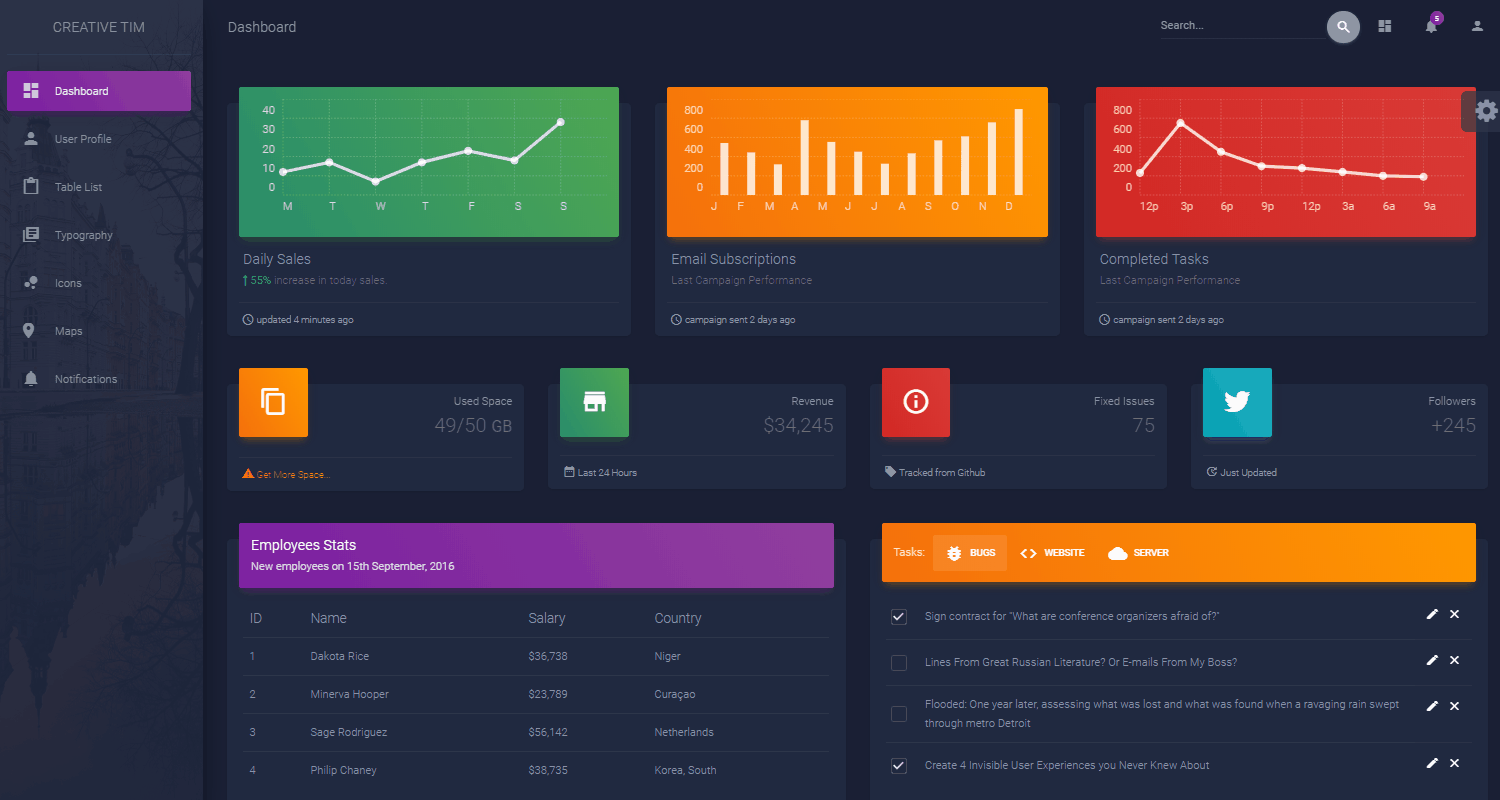 CREATIVE TIM
Dashboard
User Profile
Table List
Typography
Icons
Maps
Notifications
Dashboard
Search...
5
40
30
20
10
0
M T W T F S S
Daily Sales
55% increase in today sales.
updated 4 minutes ago
800
600
400
200
0
J F M A M J J A S O N D
Email Subscriptions
Last Campaign Performance
campaign sent 2 days ago
800
600
400
200
0
12p 3p 6p 9p 12p 3a 6a 9a
Completed Tasks
Last Campaign Performance
campaign sent 2 days ago
Used Space
49/50 GB
Get More Space...
Revenue
$34,245
Last 24 Hours
Fixed Issues
75
Tracked from Github
Followers
+245
Just Updated
Employees Stats
New employees on 15th September, 2016
ID Name Salary Country
1 Dakota Rice $36,738 Niger
2 Minerva Hooper $23,789 Curaçao
3 Sage Rodriguez $56,142 Netherlands
4 Philip Chaney $38,735 Korea, South
Tasks: BUGS WEBSITE SERVER
Sign contract for "What are conference organizers afraid of?"
Lines From Great Russian Literature? Or E-mails From My Boss?
Flooded: One year later, assessing what was lost and what was found when a ravaging rain swept
through metro Detroit
Create 4 Invisible User Experiences you Never Knew About